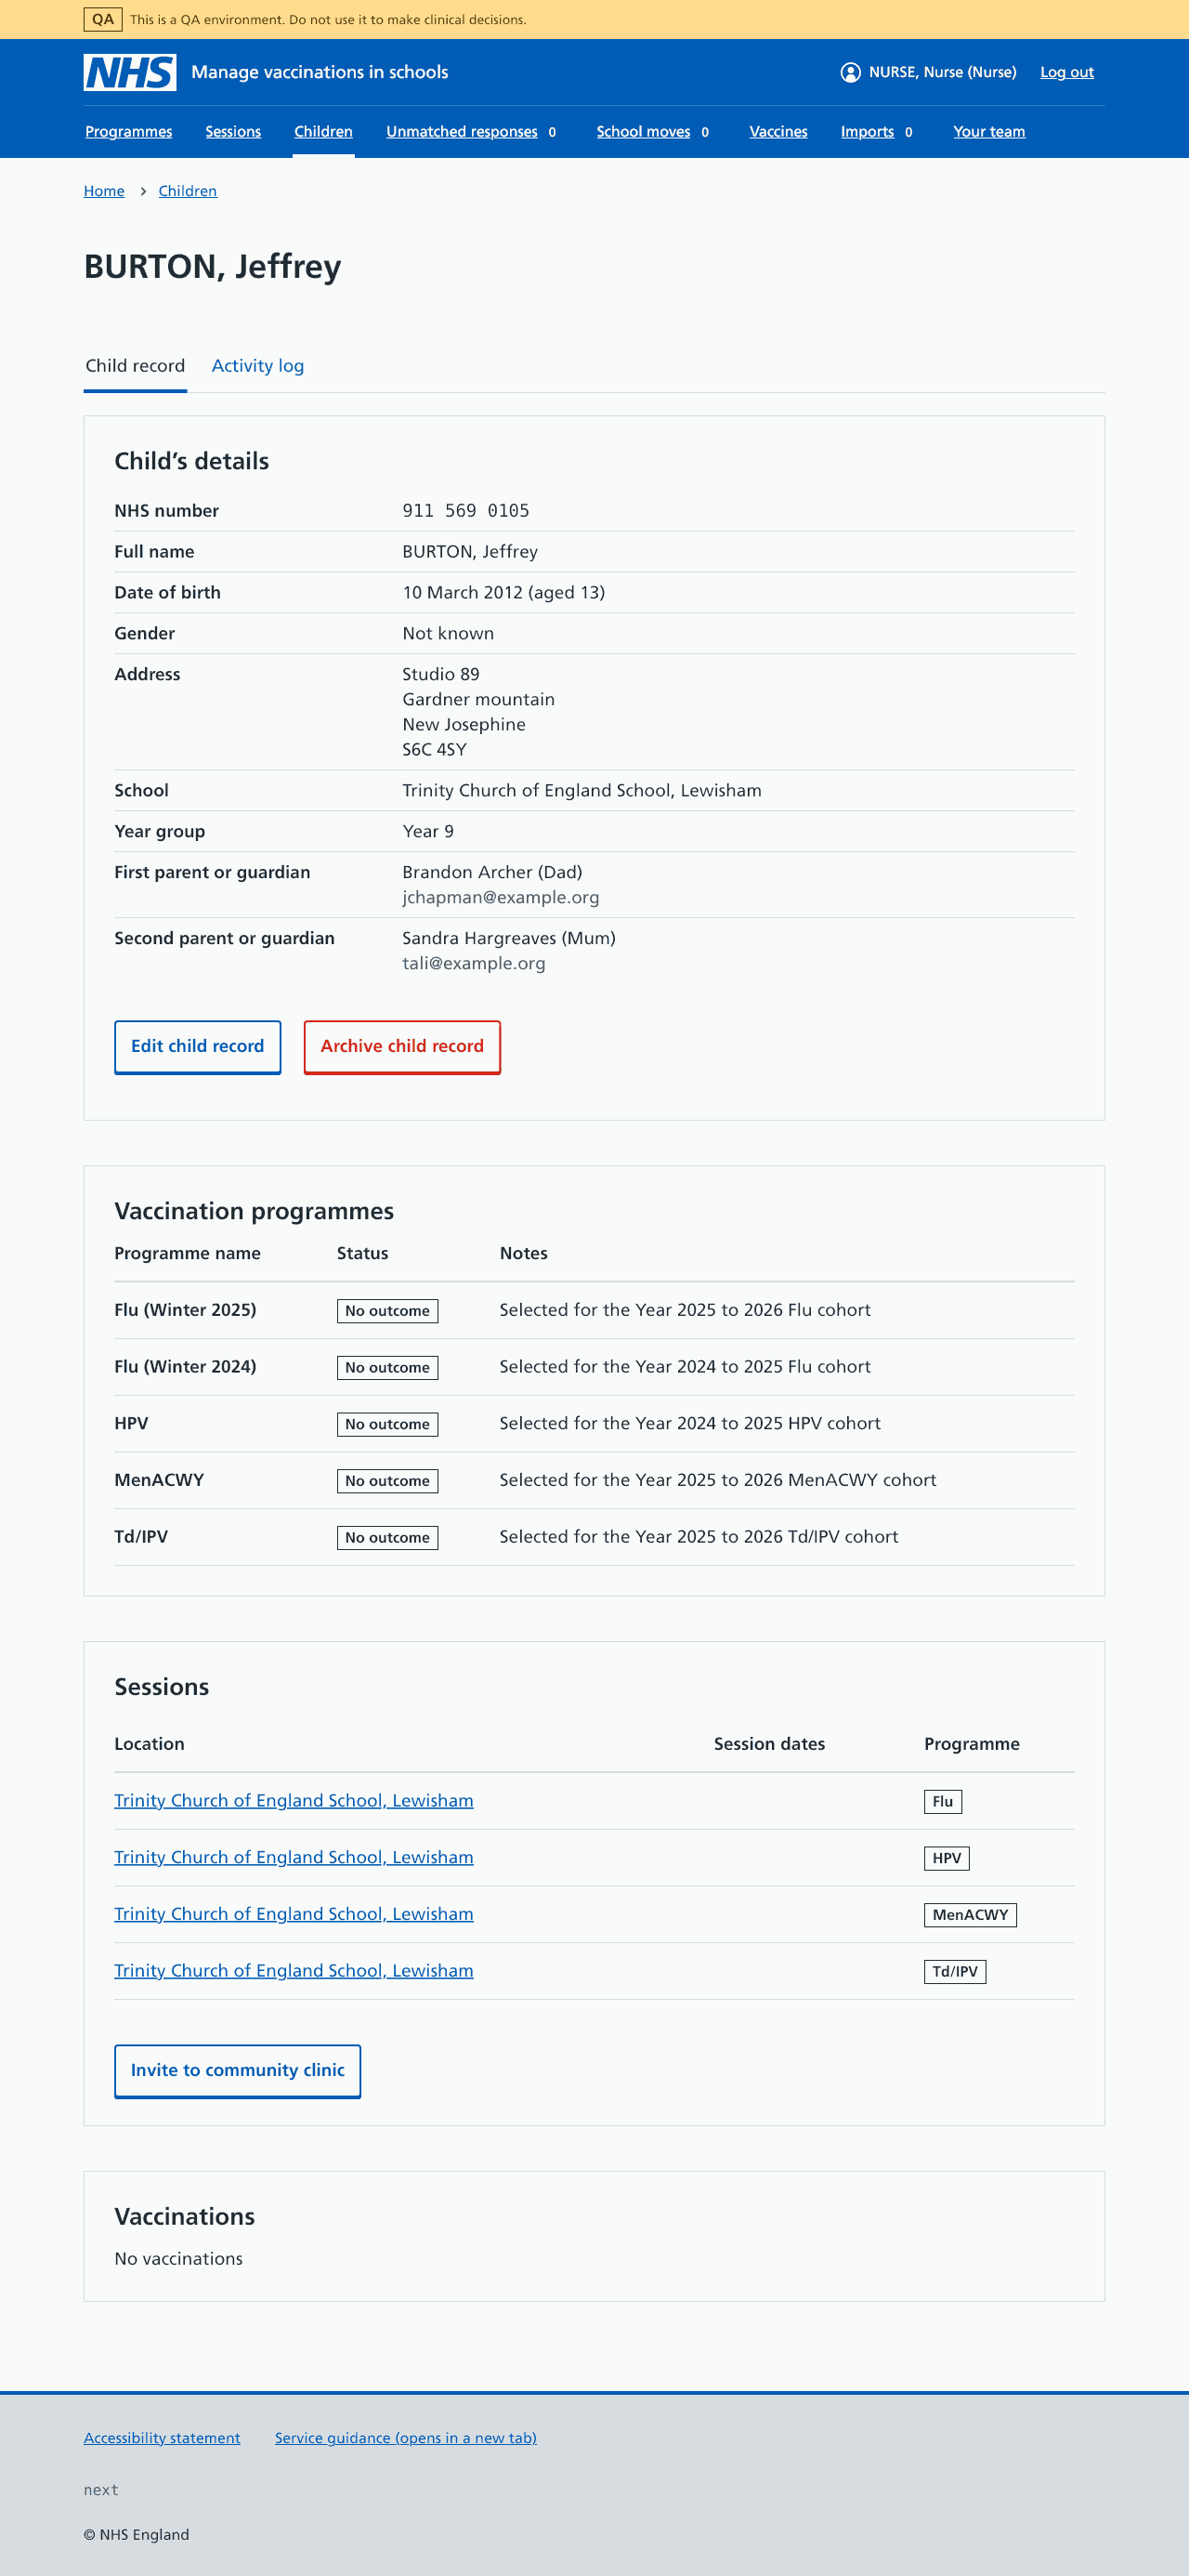 QA This is a QA environment. Do not use it to make clinical decisions.
NHS Manage vaccinations in schools NURSE, Nurse (Nurse) Log out
Programmes Sessions Children Unmatched responses 0 School moves 0 Vaccines Imports 0 Your team
Home Children
BURTON, Jeffrey
Child record Activity log
Child’s details
NHS number 911 569 0105
Full name BURTON, Jeffrey
Date of birth 10 March 2012 (aged 13)
Gender Not known
Address Studio 89
Gardner mountain
New Josephine
S6C 4SY
School Trinity Church of England School, Lewisham
Year group Year 9
First parent or guardian Brandon Archer (Dad)
jchapman@example.org
Second parent or guardian Sandra Hargreaves (Mum)
tali@example.org
Edit child record Archive child record
Vaccination programmes
Programme name Status Notes
Flu (Winter 2025) No outcome Selected for the Year 2025 to 2026 Flu cohort
Flu (Winter 2024) No outcome Selected for the Year 2024 to 2025 Flu cohort
HPV No outcome Selected for the Year 2024 to 2025 HPV cohort
MenACWY No outcome Selected for the Year 2025 to 2026 MenACWY cohort
Td/IPV No outcome Selected for the Year 2025 to 2026 Td/IPV cohort
Sessions
Location Session dates Programme
Trinity Church of England School, Lewisham Flu
Trinity Church of England School, Lewisham HPV
Trinity Church of England School, Lewisham MenACWY
Trinity Church of England School, Lewisham Td/IPV
Invite to community clinic
Vaccinations
No vaccinations
Accessibility statement Service guidance (opens in a new tab)
next
© NHS England